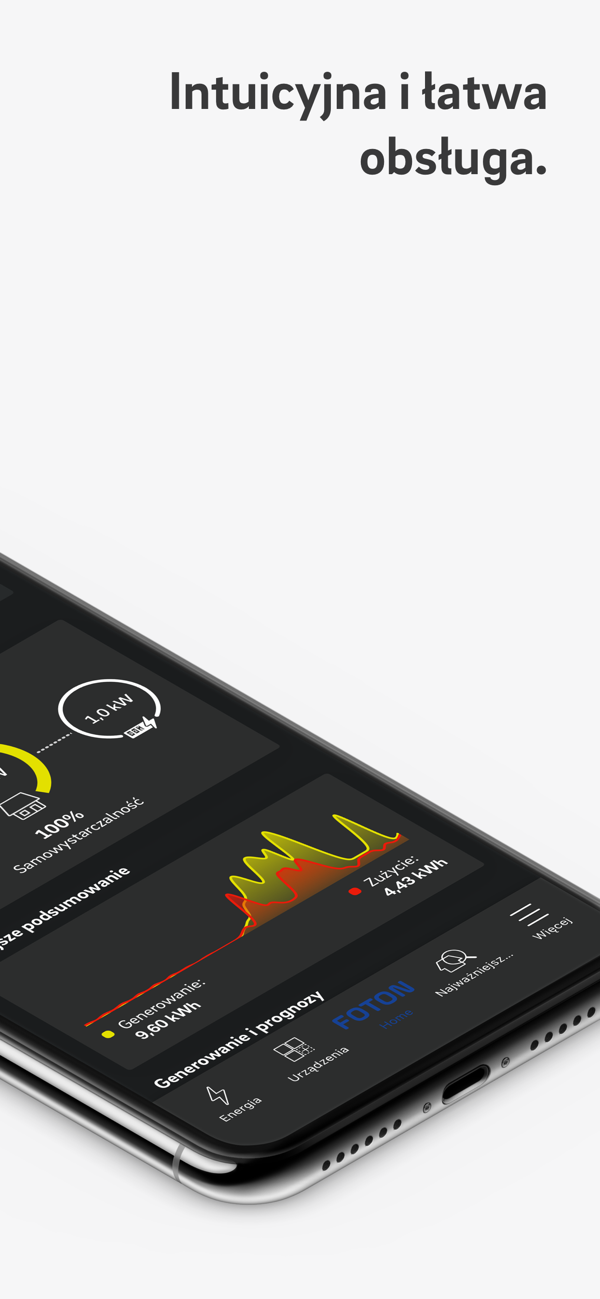 Intuicyjna i łatwa
obsługa.
1,0 kW
100%
Samowystarczalność
podsumowanie
Zużycie:
4,43 kWh
Generowanie:
9,60 kWh
Generowanie i prognozy
Energia
Urządzenia
FOTON
Home
Najważniejsz...
Więcej